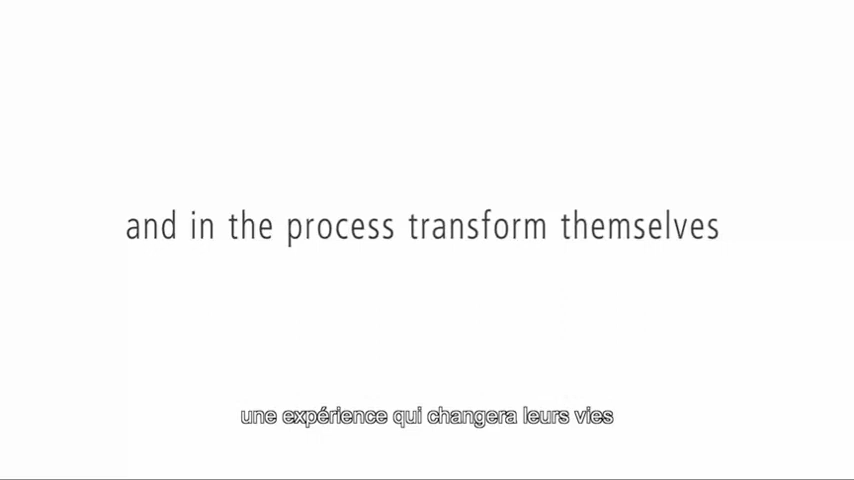 and in the process transform themselves
une expérience qui changera leurs vies